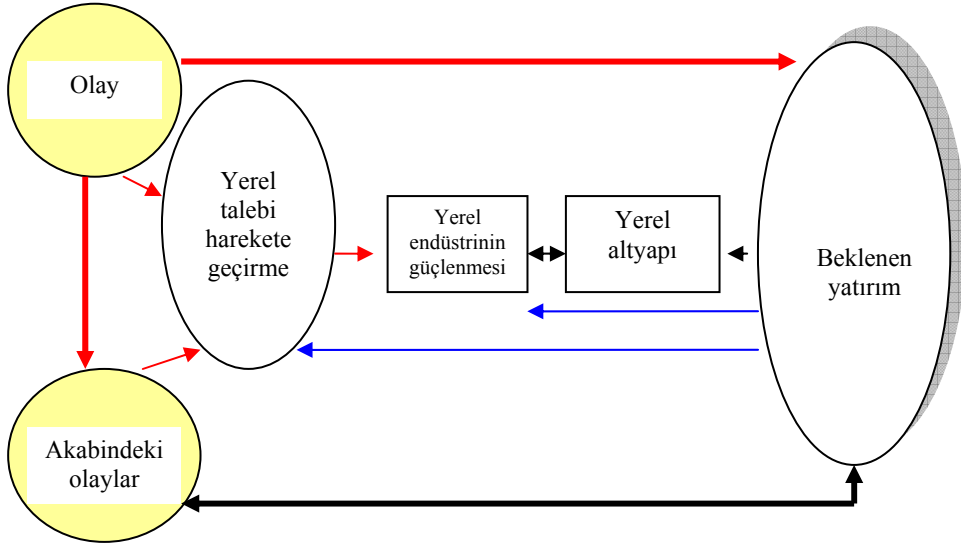 Olay
Yerel
talebi
harekete
geçirme
Yerel
endüstrinin
güçlenmesi
Yerel
altyapı
Beklenen
yatırım
Akabindeki
olaylar